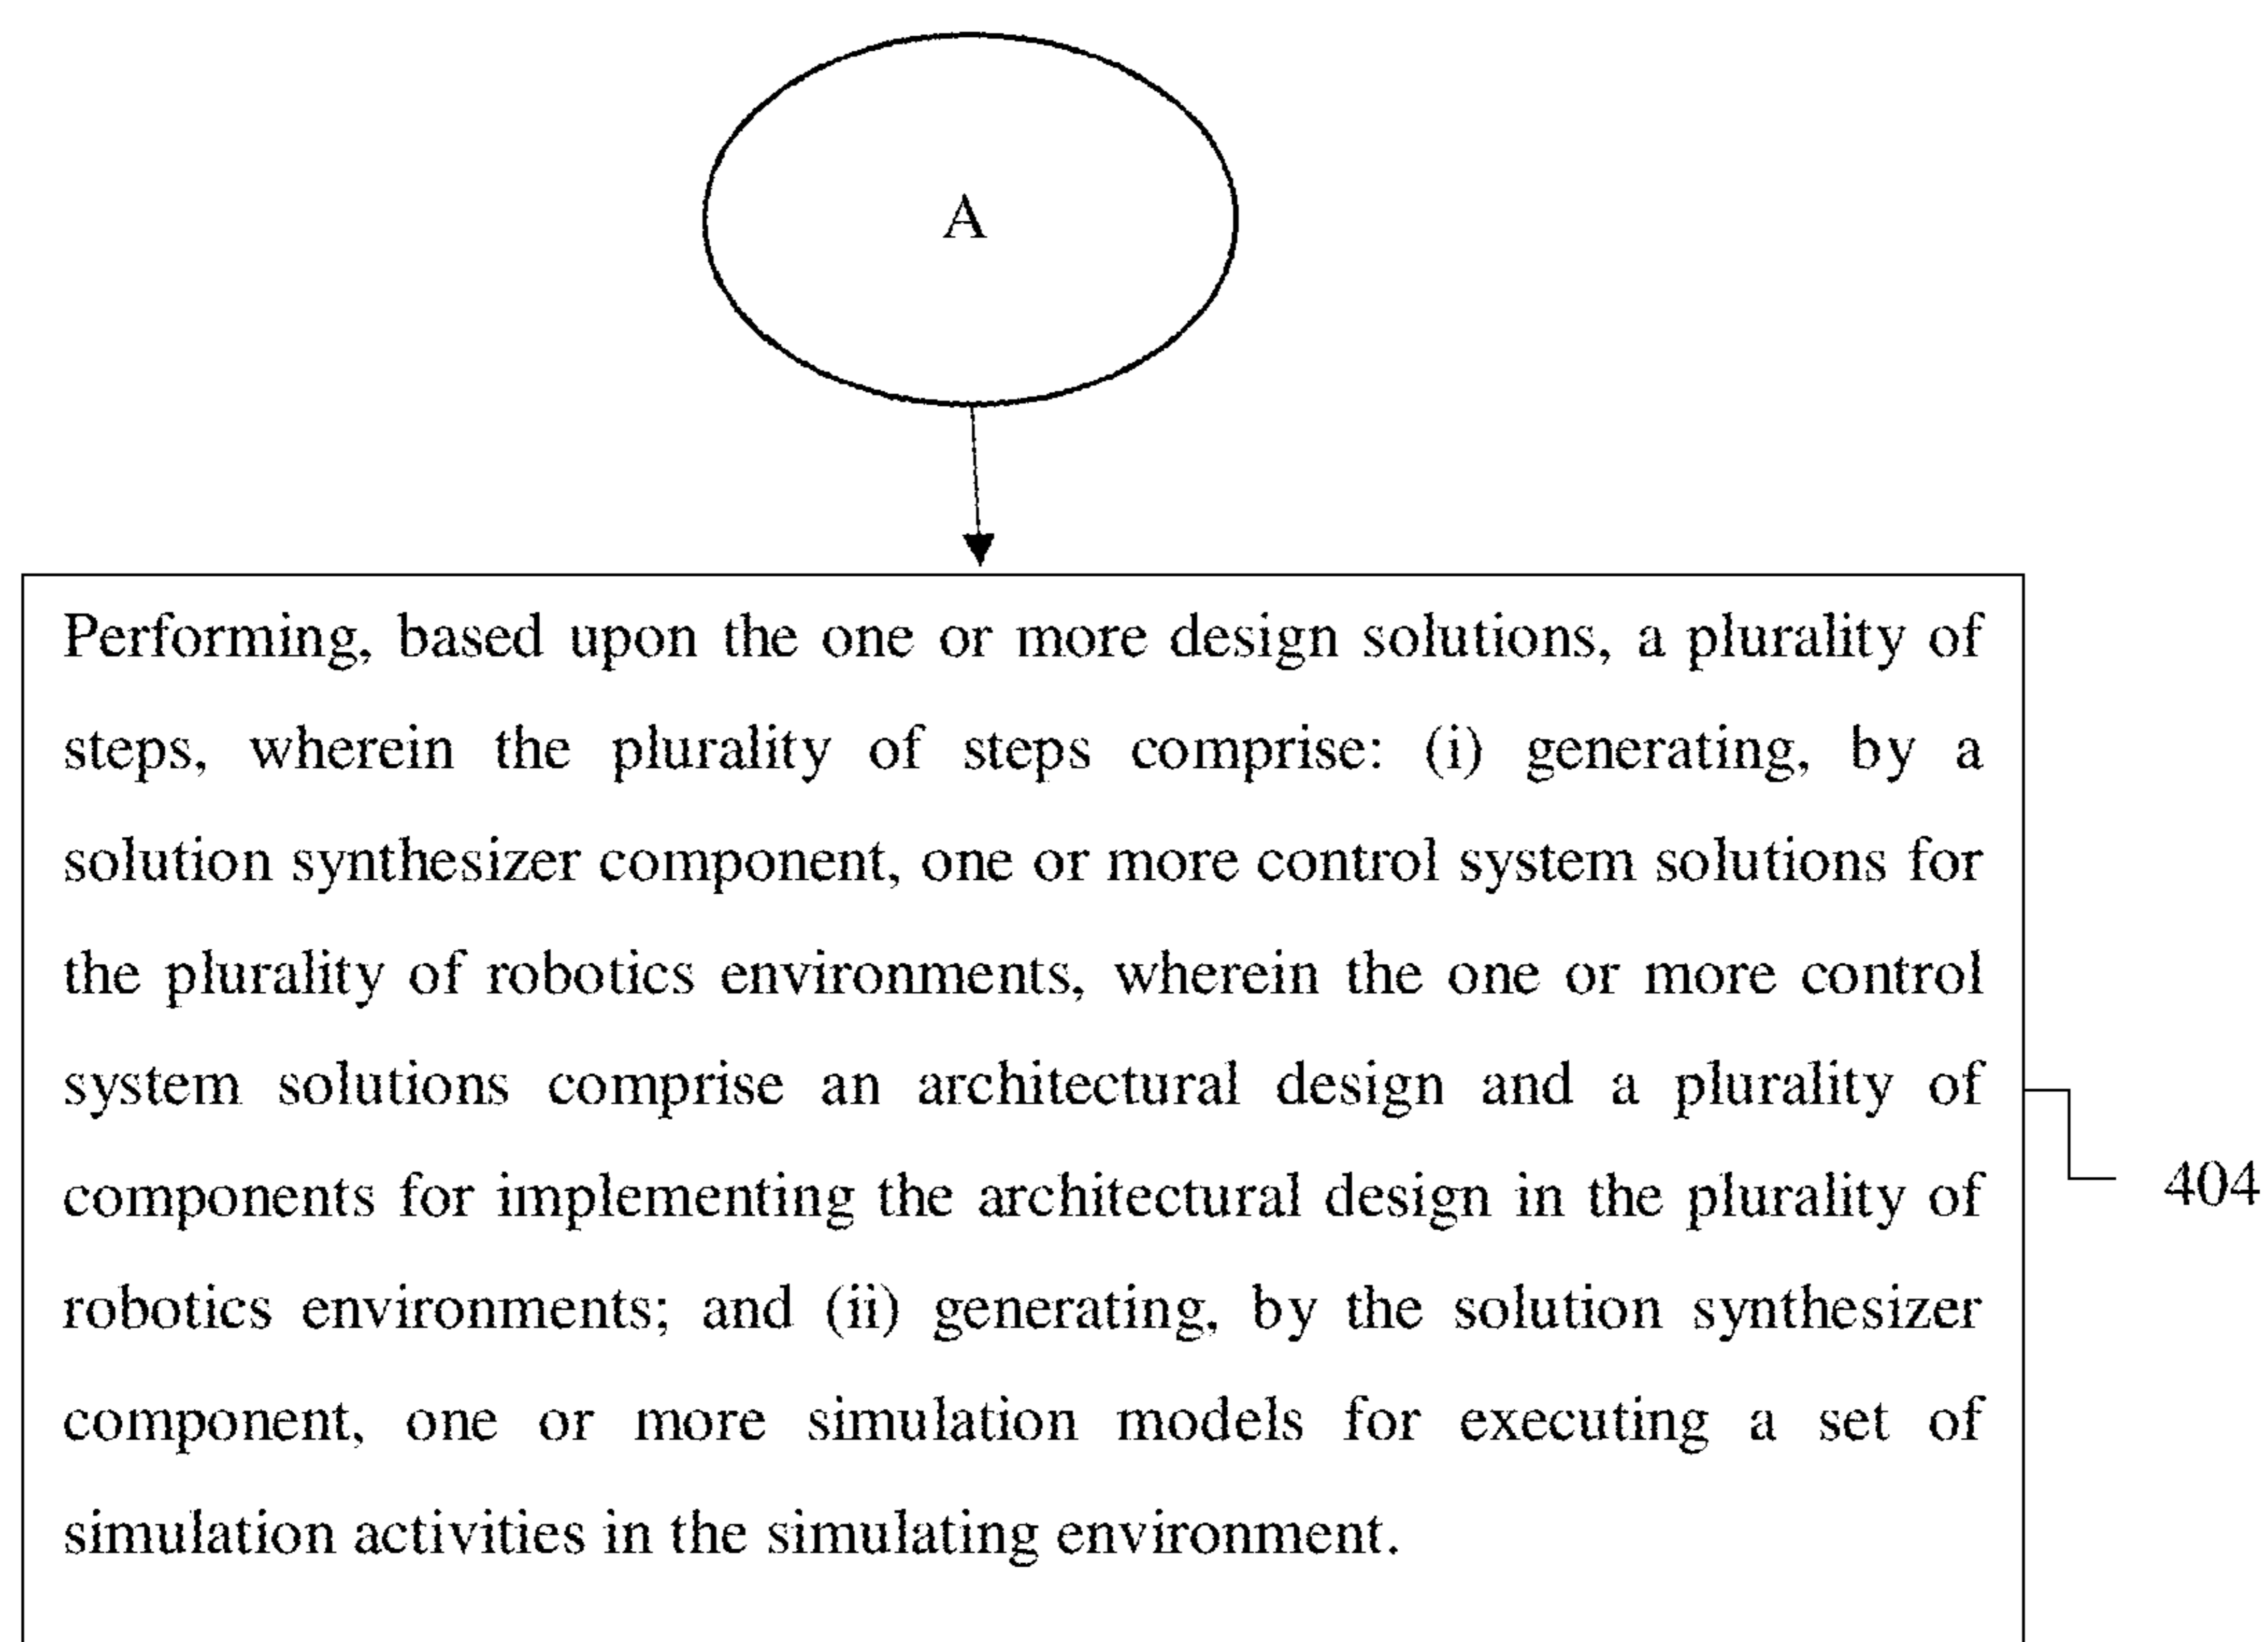 A
Performing, based upon the one or more design solutions, a plurality of
steps, wherein the plurality of steps comprise: (i) generating, by a
solution synthesizer component, one or more control system solutions for
the plurality of robotics environments, wherein the one or more control
system solutions comprise an architectural design and a plurality of
components for implementing the architectural design in the plurality of
robotics environments; and (ii) generating, by the solution synthesizer
component, one or more simulation models for executing a set of
simulation activities in the simulating environment.
404